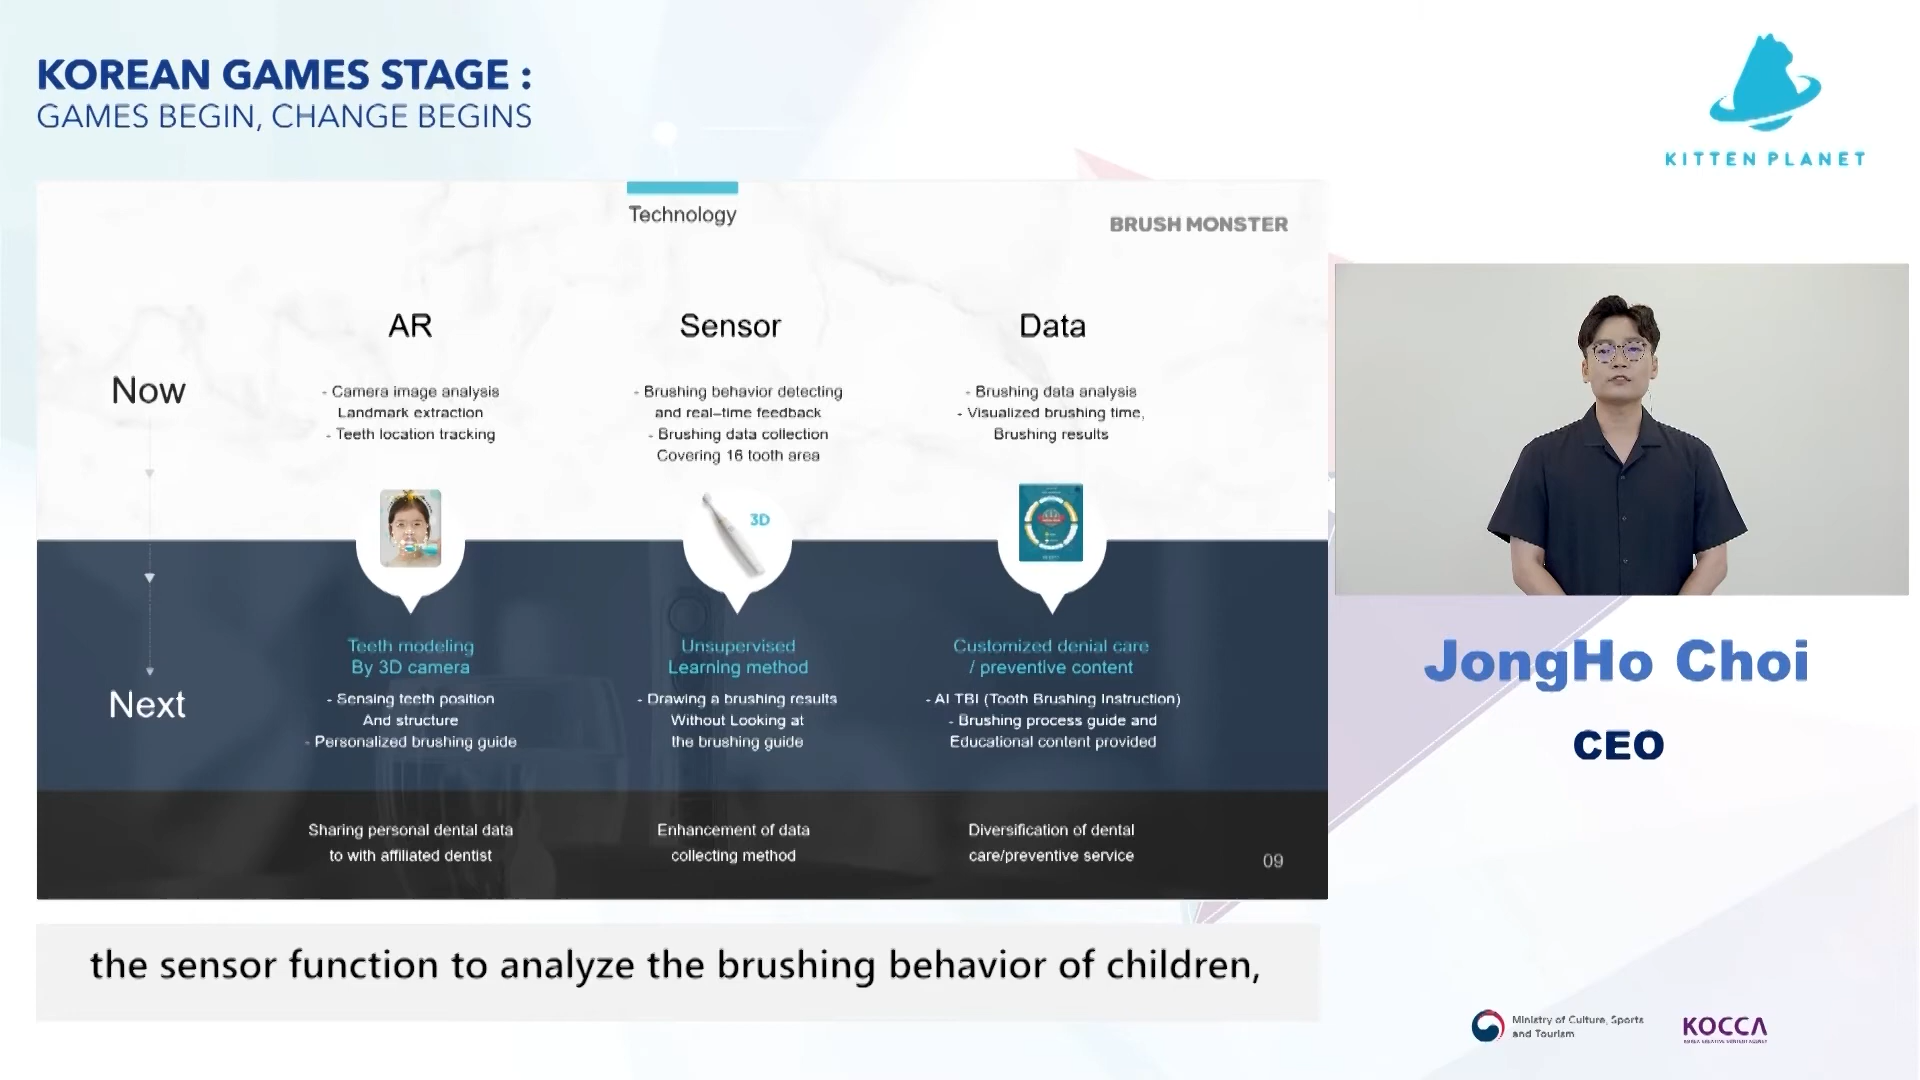 KOREAN GAMES STAGE :
GAMES BEGIN, CHANGE BEGINS
KITTEN PLANET
Technology
BRUSH MONSTER
AR
Sensor
Data
Now
- Camera image analysis
Landmark extraction
- Teeth location tracking
- Brushing behavior detecting
and real-time feedback
- Brushing data collection
Covering 16 tooth area
- Brushing data analysis
- Visualized brushing time,
Brushing results
3D
Next
Teeth modeling
By 3D camera
- Sensing teeth position
And structure
- Personalized brushing guide
Unsupervised
Learning method
- Drawing a brushing results
Without Looking at
the brushing guide
Customized denial care
/ preventive content
- AI TBI (Tooth Brushing Instruction)
- Brushing process guide and
Educational content provided
Sharing personal dental data
to with affiliated dentist
Enhancement of data
collecting method
Diversification of dental
care/preventive service
09
JongHo Choi
CEO
the sensor function to analyze the brushing behavior of children,
Ministry of Culture, Sports
and Tourism
KOCCA
KOREA CREATIVE CONTENT AGENCY